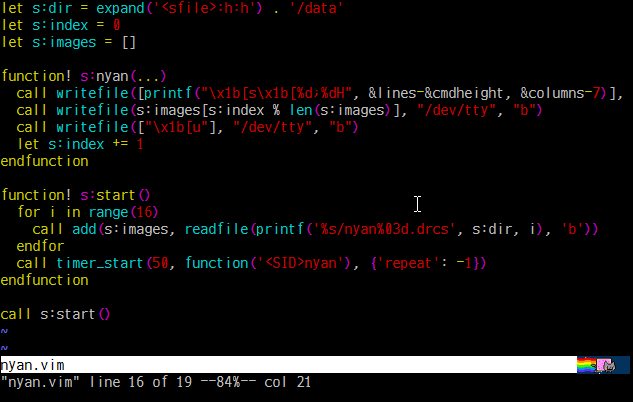 let s:dir = expand('<sfile>:h:h') . '/data'
let s:index = 0
let s:images = []

function! s:nyan(...)
  call writefile([printf("\x1b[s\x1b[%d;%dH", &lines-&cmdheight, &columns-7)],
  call writefile(s:images[s:index % len(s:images)], "/dev/tty", "b")
  call writefile(["\x1b[u"], "/dev/tty", "b")
  let s:index += 1
endfunction

function! s:start()
  for i in range(16)
    call add(s:images, readfile(printf('%s/nyan%03d.drcs', s:dir, i), 'b'))
  endfor
  call timer_start(50, function('<SID>nyan'), {'repeat': -1})
endfunction

call s:start()
~
~
nyan.vim
"nyan.vim" line 16 of 19 --84%-- col 21